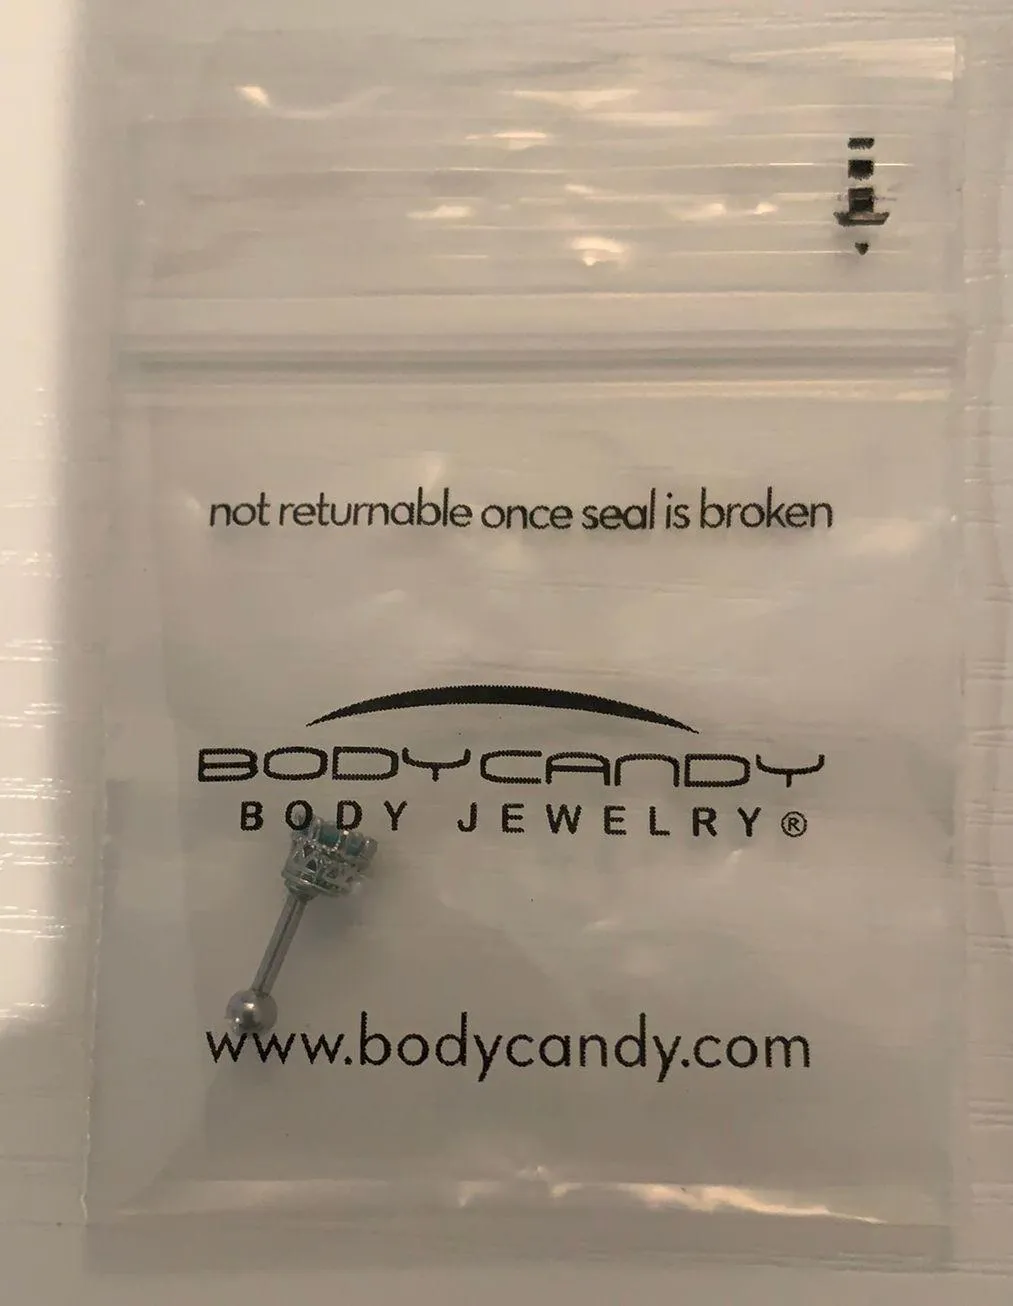 not returnable once seal is broken
BODYCANDY
BODY JEWELRY®
www.bodycandy.com